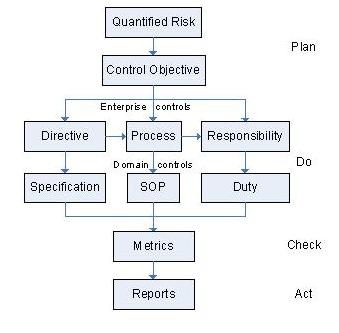 Quantified Risk
Plan
Control Objective
Enterprise controls
Directive
Process
Responsibility
Domain controls
Do
Specification
SOP
Duty
Metrics
Check
Reports
Act